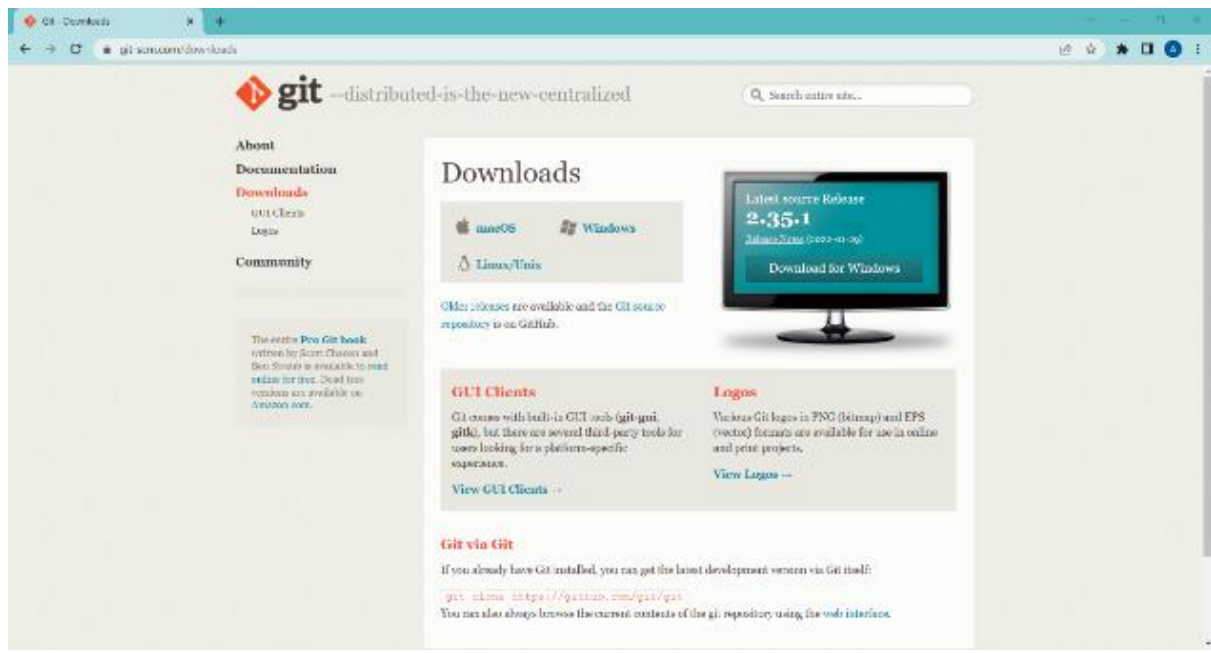 Git - Downloads
git-scm.com/downloads
git --distributed-is-the-new-centralized
Search entire site...
About
Documentation
Downloads
GUI Clients
Logos
Community
The entire Pro Git book
written by Scott Chacon and
Ben Straub is available to read
online for free. Dead tree
versions are available on
Amazon.com.
Downloads
macOS
Windows
Linux/Unix
Older releases are available and the Git source
repository is on GitHub.
Latest source Release
2.35.1
Release Notes (2022-01-29)
Download for Windows
GUI Clients
Git comes with built-in GUI tools (git-gui,
gitk), but there are several third-party tools for
users looking for a platform-specific
experience.
View GUI Clients →
Logos
Various Git logos in PNG (bitmap) and EPS
(vector) formats are available for use in online
and print projects.
View Logos →
Git via Git
If you already have Git installed, you can get the latest development version via Git itself:
git clone https://github.com/git/git
You can also always browse the current contents of the git repository using the web interface.